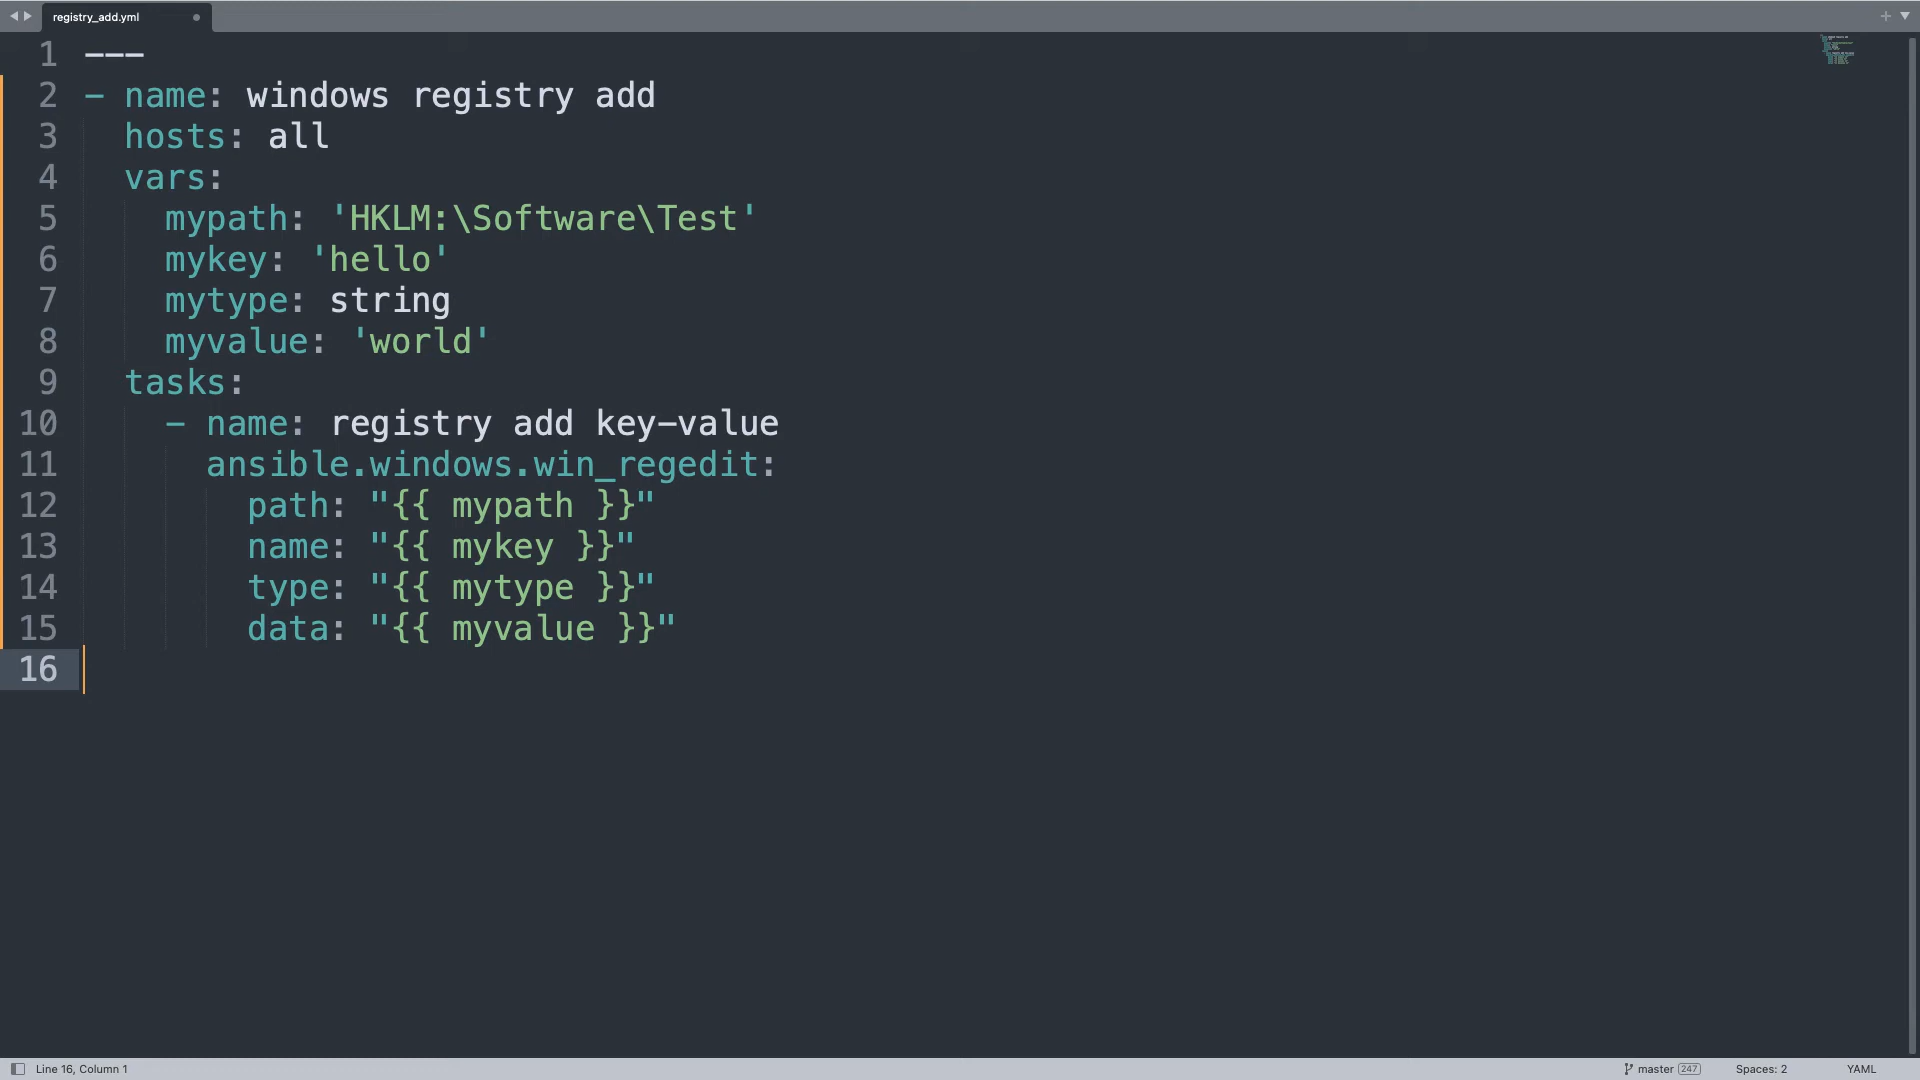 registry_add.yml
1 ---
2 - name: windows registry add
3   hosts: all
4   vars:
5     mypath: 'HKLM:\Software\Test'
6     mykey: 'hello'
7     mytype: string
8     myvalue: 'world'
9   tasks:
10     - name: registry add key-value
11       ansible.windows.win_regedit:
12         path: "{{ mypath }}"
13         name: "{{ mykey }}"
14         type: "{{ mytype }}"
15         data: "{{ myvalue }}"
16
Line 16, Column 1 master 247 Spaces: 2 YAML